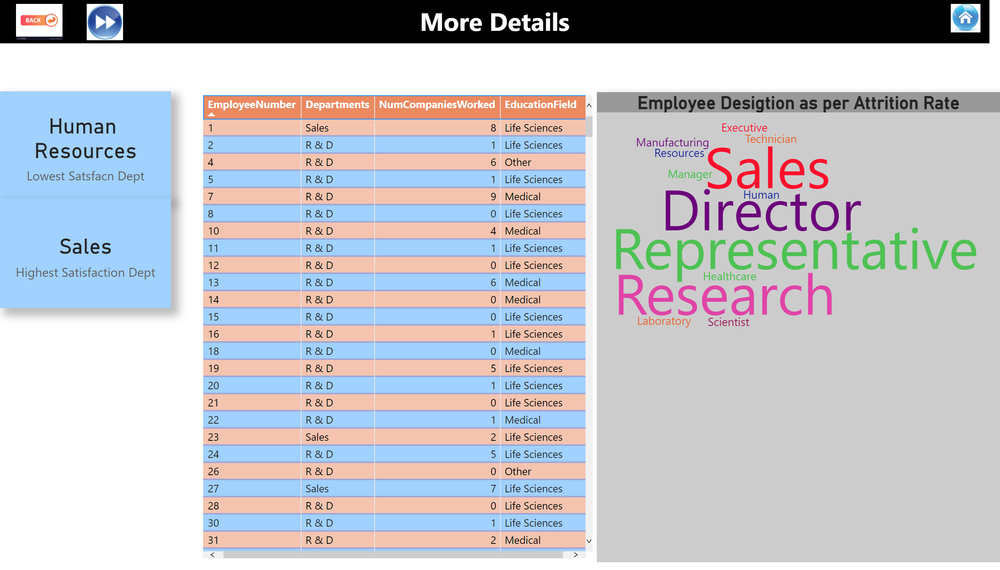 BACK
More Details
Human
Resources
Lowest Satsfacn Dept
Sales
Highest Satisfaction Dept
EmployeeNumber Departments NumCompaniesWorked EducationField
1 Sales 8 Life Sciences
2 R & D 1 Life Sciences
4 R & D 6 Other
5 R & D 1 Life Sciences
7 R & D 9 Medical
8 R & D 0 Life Sciences
10 R & D 4 Medical
11 R & D 1 Life Sciences
12 R & D 0 Life Sciences
13 R & D 6 Medical
14 R & D 0 Medical
15 R & D 0 Life Sciences
16 R & D 1 Life Sciences
18 R & D 0 Medical
19 R & D 5 Life Sciences
20 R & D 1 Life Sciences
21 R & D 0 Life Sciences
22 R & D 1 Medical
23 Sales 2 Life Sciences
24 R & D 5 Life Sciences
26 R & D 0 Other
27 Sales 7 Life Sciences
28 R & D 0 Life Sciences
30 R & D 1 Life Sciences
31 R & D 2 Medical
Employee Desigtion as per Attrition Rate
Executive
Technician
Manufacturing
Resources
Sales
Manager
Human
Director
Representative
Healthcare
Research
Laboratory
Scientist